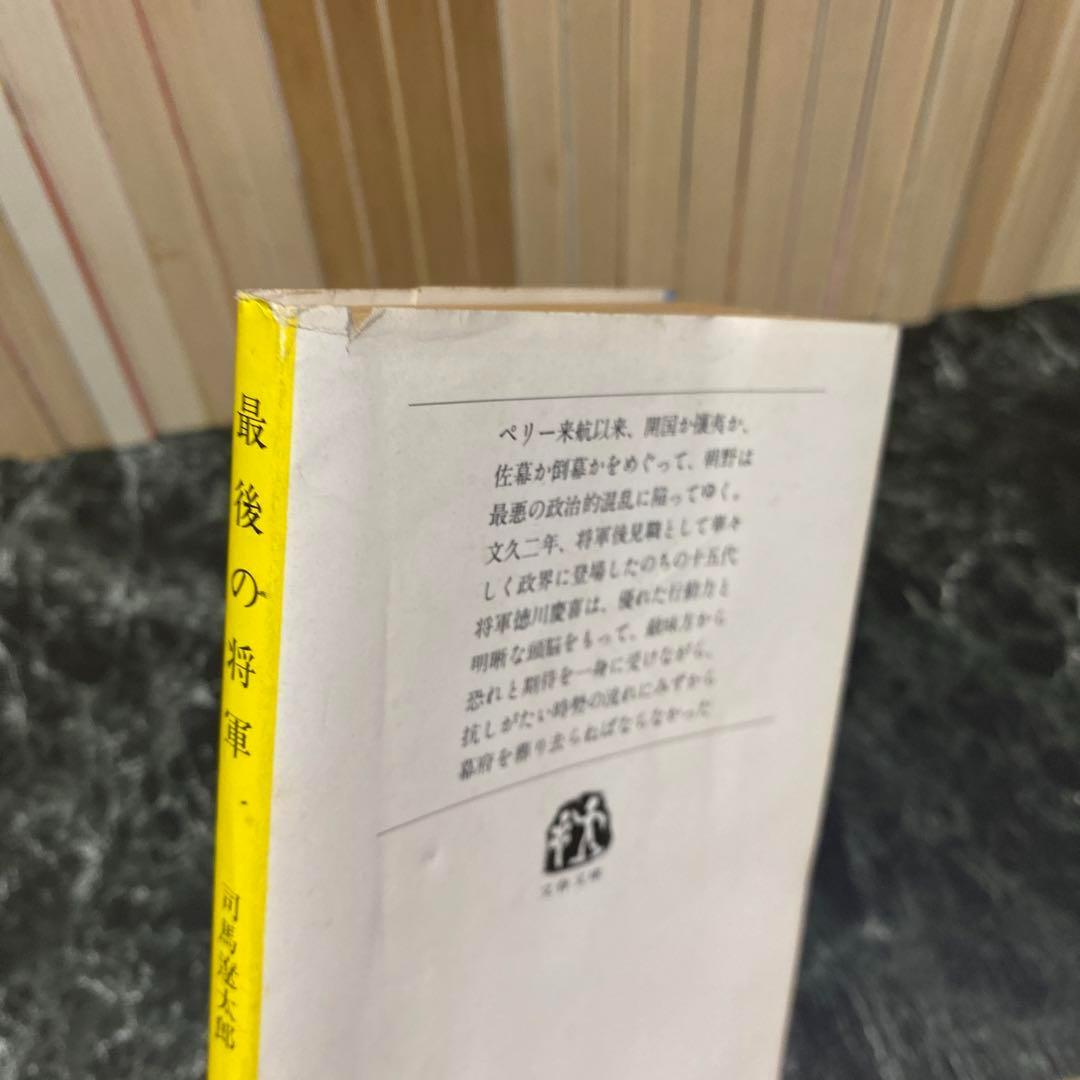 最後の将軍
司馬遼太郎
ペリー来航以来、開国か攘夷か、
佐幕か倒幕かをめぐって、朝野は
最悪の政治的混乱に陥ってゆく。
文久二年、将軍後見職として華々
しく政界に登場したのちの十五代
将軍徳川慶喜は、優れた行動力と
明晰な頭脳をもって、敵味方から
恐れと期待を一身に受けながら、
抗しがたい時勢の流れにみずから
幕府を葬り去らねばならなかった
文春文庫